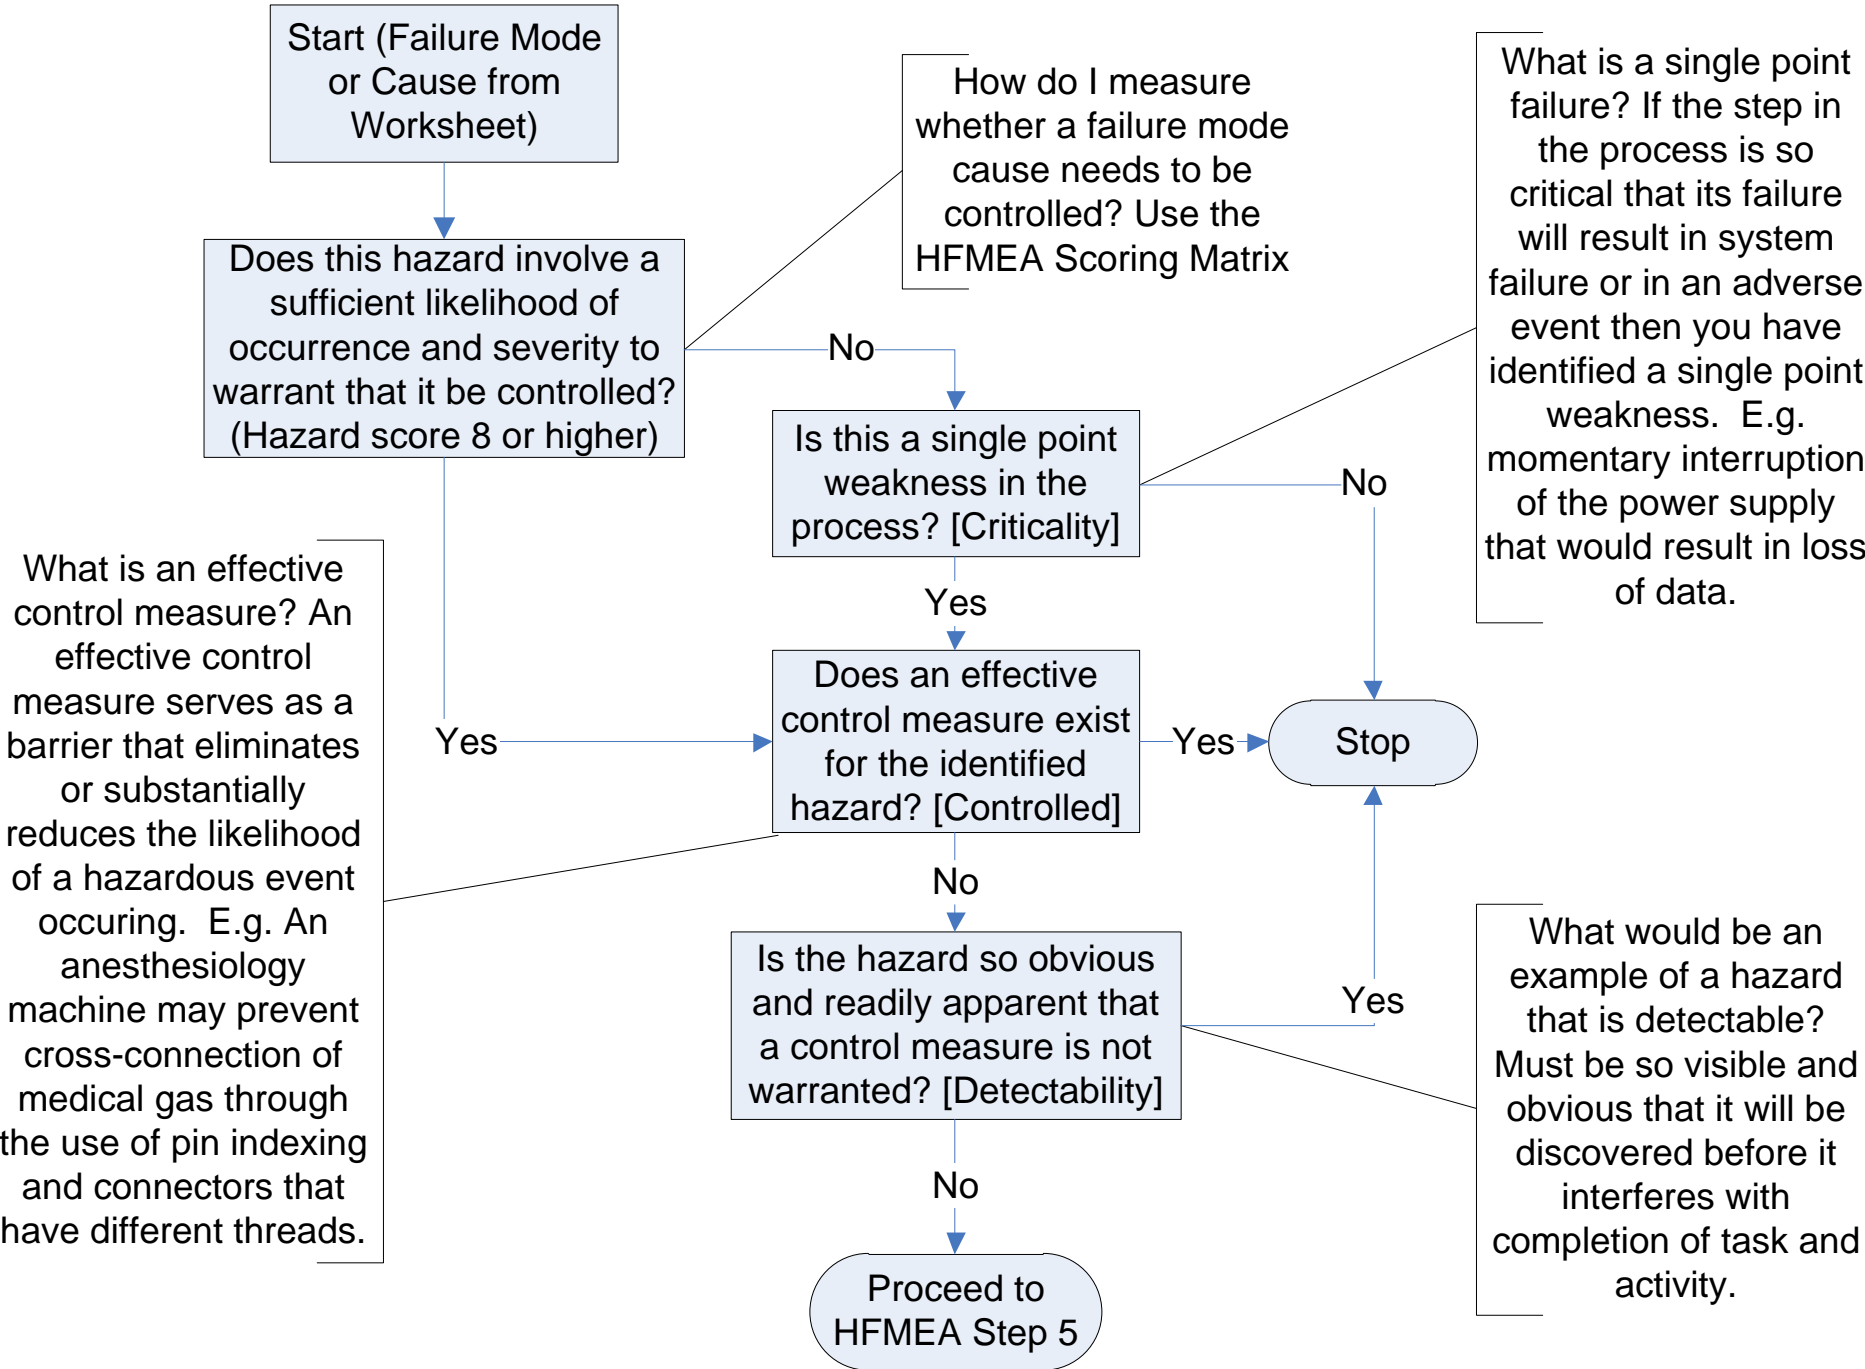 Start (Failure Mode
or Cause from
Worksheet)
How do I measure
whether a failure mode
cause needs to be
controlled? Use the
HFMEA Scoring Matrix
What is a single point
failure? If the step in
the process is so
critical that its failure
will result in system
failure or in an adverse
event then you have
identified a single point
weakness.  E.g.
momentary interruption
of the power supply
that would result in loss
of data.
Does this hazard involve a
sufficient likelihood of
occurrence and severity to
warrant that it be controlled?
(Hazard score 8 or higher)
No
Is this a single point
weakness in the
process? [Criticality]
No
Yes
What is an effective
control measure? An
effective control
measure serves as a
barrier that eliminates
or substantially
reduces the likelihood
of a hazardous event
occuring.  E.g. An
anesthesiology
machine may prevent
cross-connection of
medical gas through
the use of pin indexing
and connectors that
have different threads.
Yes
Does an effective
control measure exist
for the identified
hazard? [Controlled]
Yes
Stop
No
Is the hazard so obvious
and readily apparent that
a control measure is not
warranted? [Detectability]
Yes
What would be an
example of a hazard
that is detectable?
Must be so visible and
obvious that it will be
discovered before it
interferes with
completion of task and
activity.
No
Proceed to
HFMEA Step 5